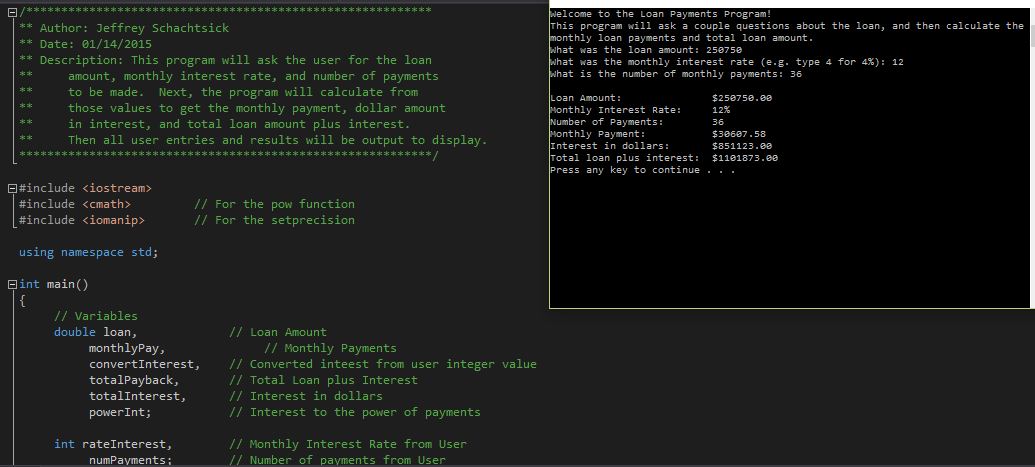 /**********************************************************
** Author: Jeffrey Schachtsick
** Date: 01/14/2015
** Description: This program will ask the user for the loan
** amount, monthly interest rate, and number of payments
** to be made. Next, the program will calculate from
** those values to get the monthly payment, dollar amount
** in interest, and total loan amount plus interest.
** Then all user entries and results will be output to display.
***********************************************************/
#include <iostream>
#include <cmath> // For the pow function
#include <iomanip> // For the setprecision
using namespace std;
int main()
{
// Variables
double loan, // Loan Amount
monthlyPay, // Monthly Payments
convertInterest, // Converted inteest from user integer value
totalPayback, // Total Loan plus Interest
totalInterest, // Interest in dollars
powerInt; // Interest to the power of payments
int rateInterest, // Monthly Interest Rate from User
numPayments; // Number of payments from User
Welcome to the Loan Payments Program!
This program will ask a couple questions about the loan, and then calculate the
monthly loan payments and total loan amount.
What was the loan amount: 250750
What was the monthly interest rate (e.g. type 4 for 4%): 12
What is the number of monthly payments: 36
Loan Amount: $250750.00
Monthly Interest Rate: 12%
Number of Payments: 36
Monthly Payment: $30607.58
Interest in dollars: $851123.00
Total loan plus interest: $1101873.00
Press any key to continue . . .